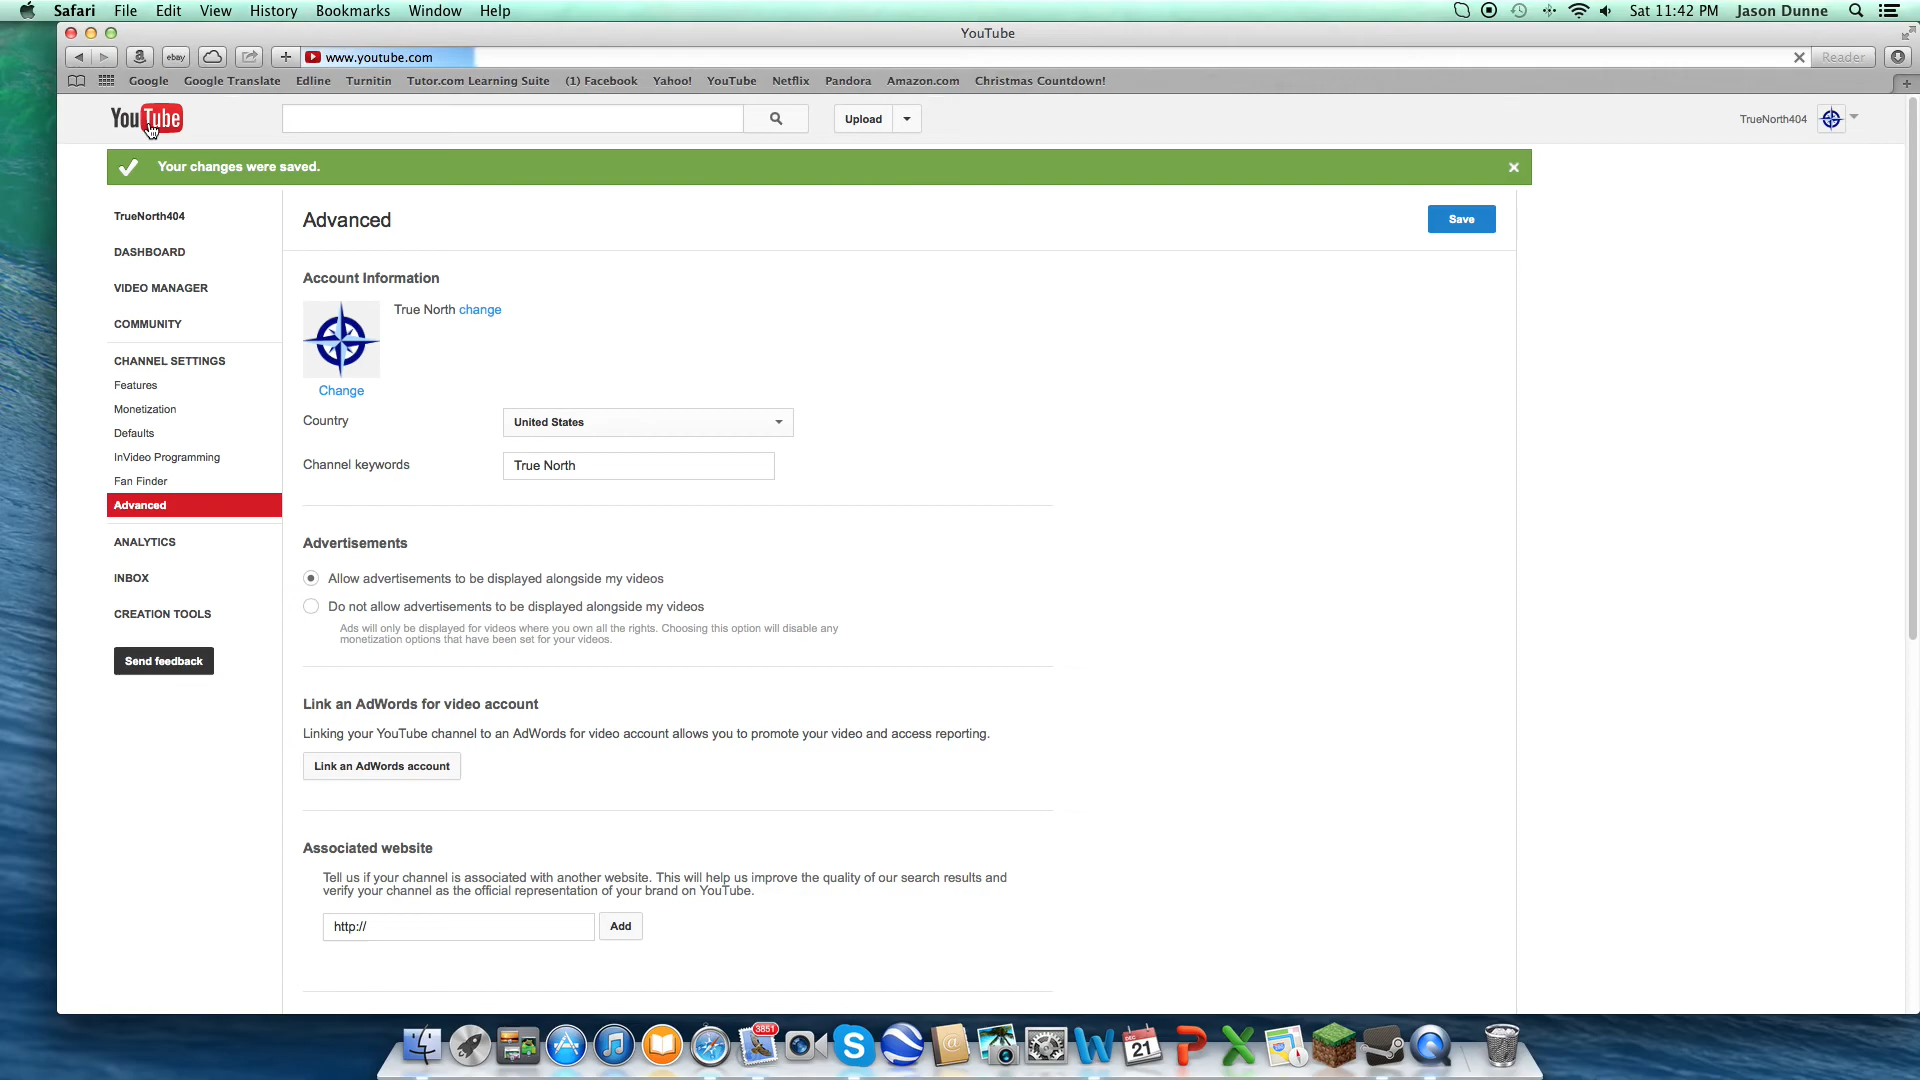 Safari File Edit View History Bookmarks Window Help Sat 11:42 PM Jason Dunne
YouTube
ebay www.youtube.com Reader
Google Google Translate Edline Turnitin Tutor.com Learning Suite (1) Facebook Yahoo! YouTube Netflix Pandora Amazon.com Christmas Countdown!
YouTube Upload TrueNorth404
Your changes were saved.
TrueNorth404
DASHBOARD
VIDEO MANAGER
COMMUNITY
CHANNEL SETTINGS
Features
Monetization
Defaults
InVideo Programming
Fan Finder
Advanced
ANALYTICS
INBOX
CREATION TOOLS
Send feedback
Advanced Save
Account Information
True North change
Change
Country United States
Channel keywords True North
Advertisements
Allow advertisements to be displayed alongside my videos
Do not allow advertisements to be displayed alongside my videos
Ads will only be displayed for videos where you own all the rights. Choosing this option will disable any
monetization options that have been set for your videos.
Link an AdWords for video account
Linking your YouTube channel to an AdWords for video account allows you to promote your video and access reporting.
Link an AdWords account
Associated website
Tell us if your channel is associated with another website. This will help us improve the quality of our search results and
verify your channel as the official representation of your brand on YouTube.
http:// Add
3851
DEC
21